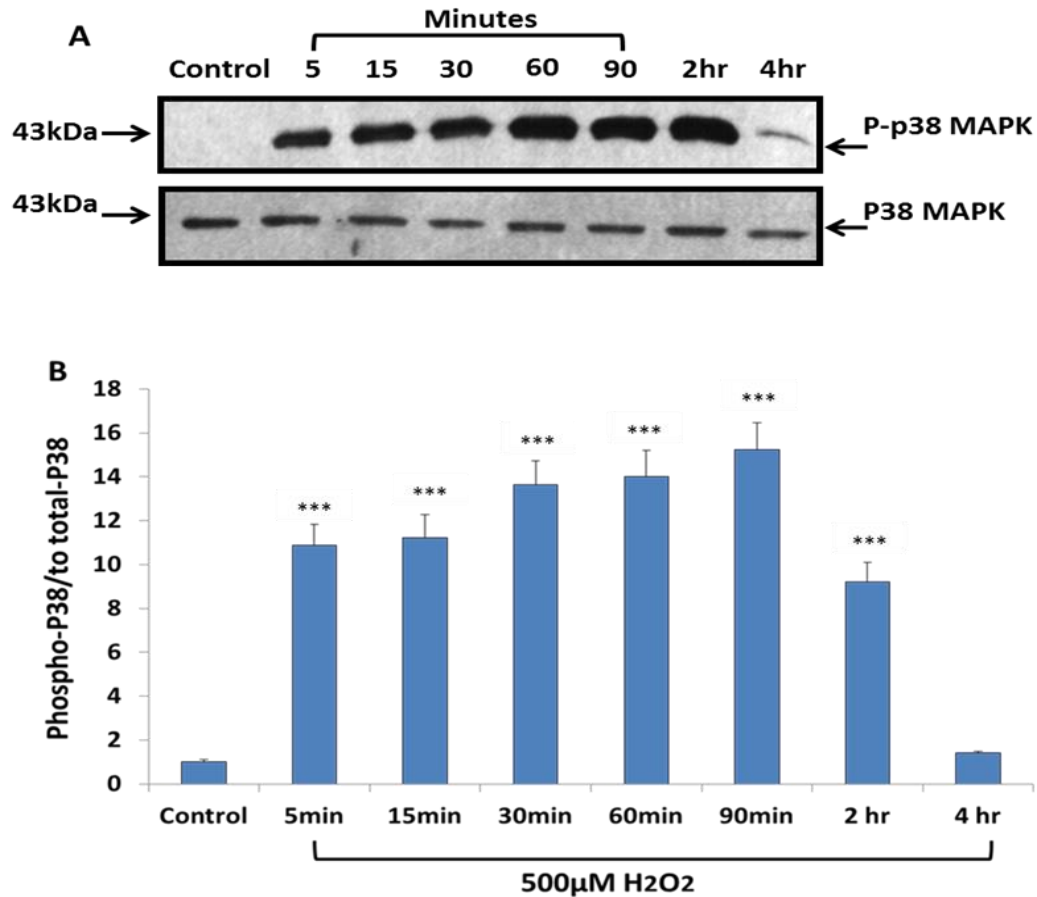 A
Minutes
Control 5 15 30 60 90 2hr 4hr
43kDa
P-p38 MAPK
43kDa
P38 MAPK
B
Phospho-P38/to total-P38
18
16
14
12
10
8
6
4
2
0
***
***
***
***
***
***
Control 5min 15min 30min 60min 90min 2 hr 4 hr
500µM H2O2